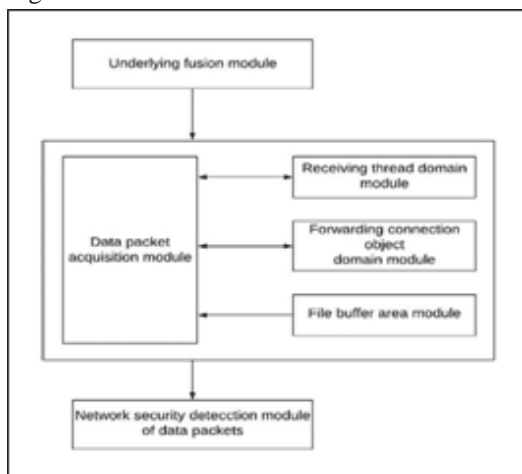 Underlying fusion module
Receiving thread domain
module
Data packet
acquisition module
Forwarding connection
object
domain module
File buffer area module
Network security detecction module
of data packets